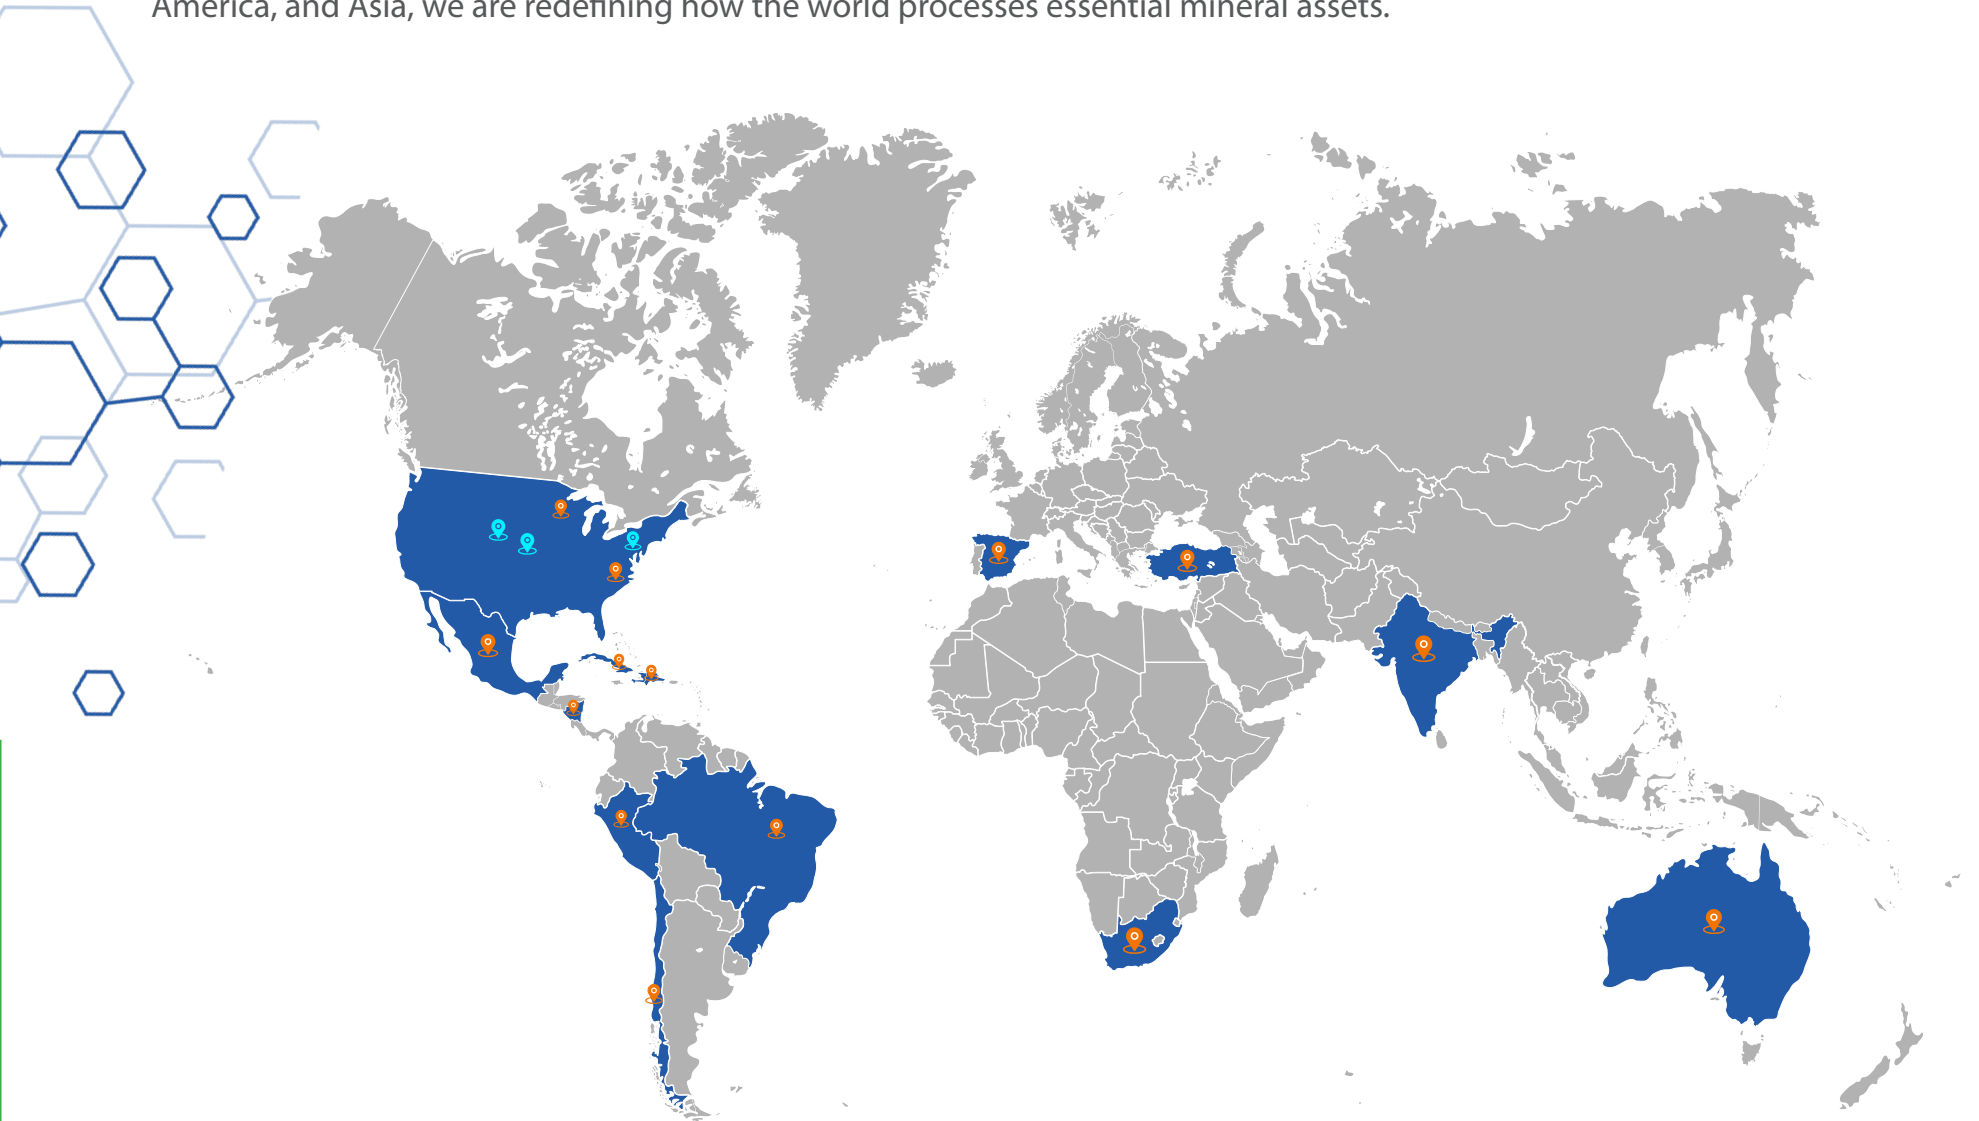 America, and Asia, we are redefining how the world processes essential mineral assets.